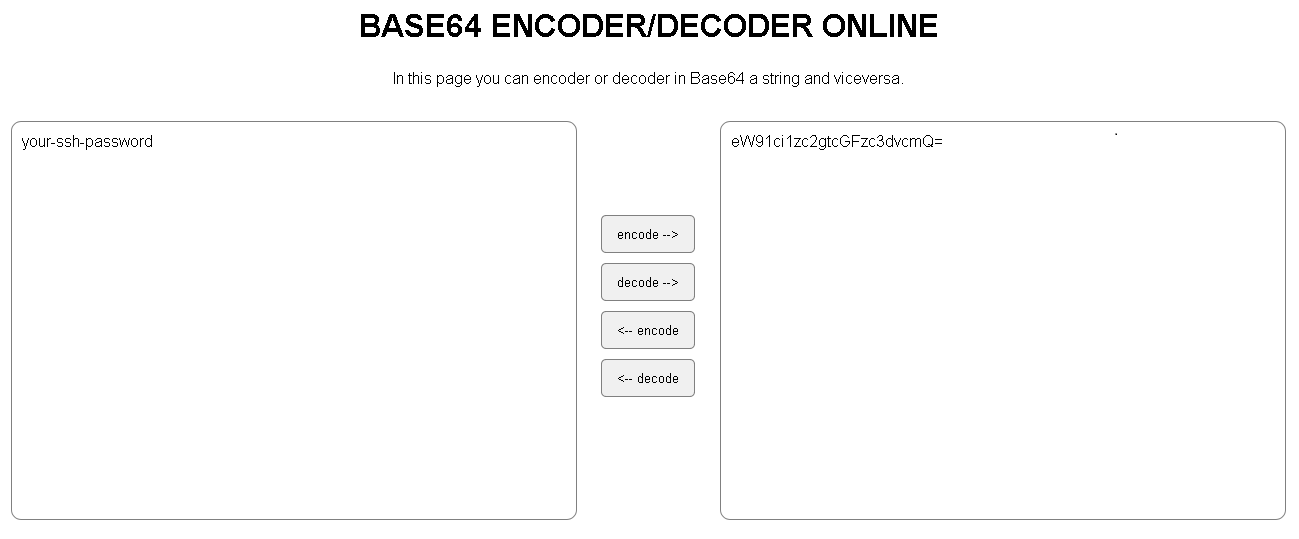 BASE64 ENCODER/DECODER ONLINE
In this page you can encoder or decoder in Base64 a string and viceversa.
your-ssh-password
eW91ci1zc2gtcGFzc3dvcmQ=
encode -->
decode -->
<-- encode
<-- decode